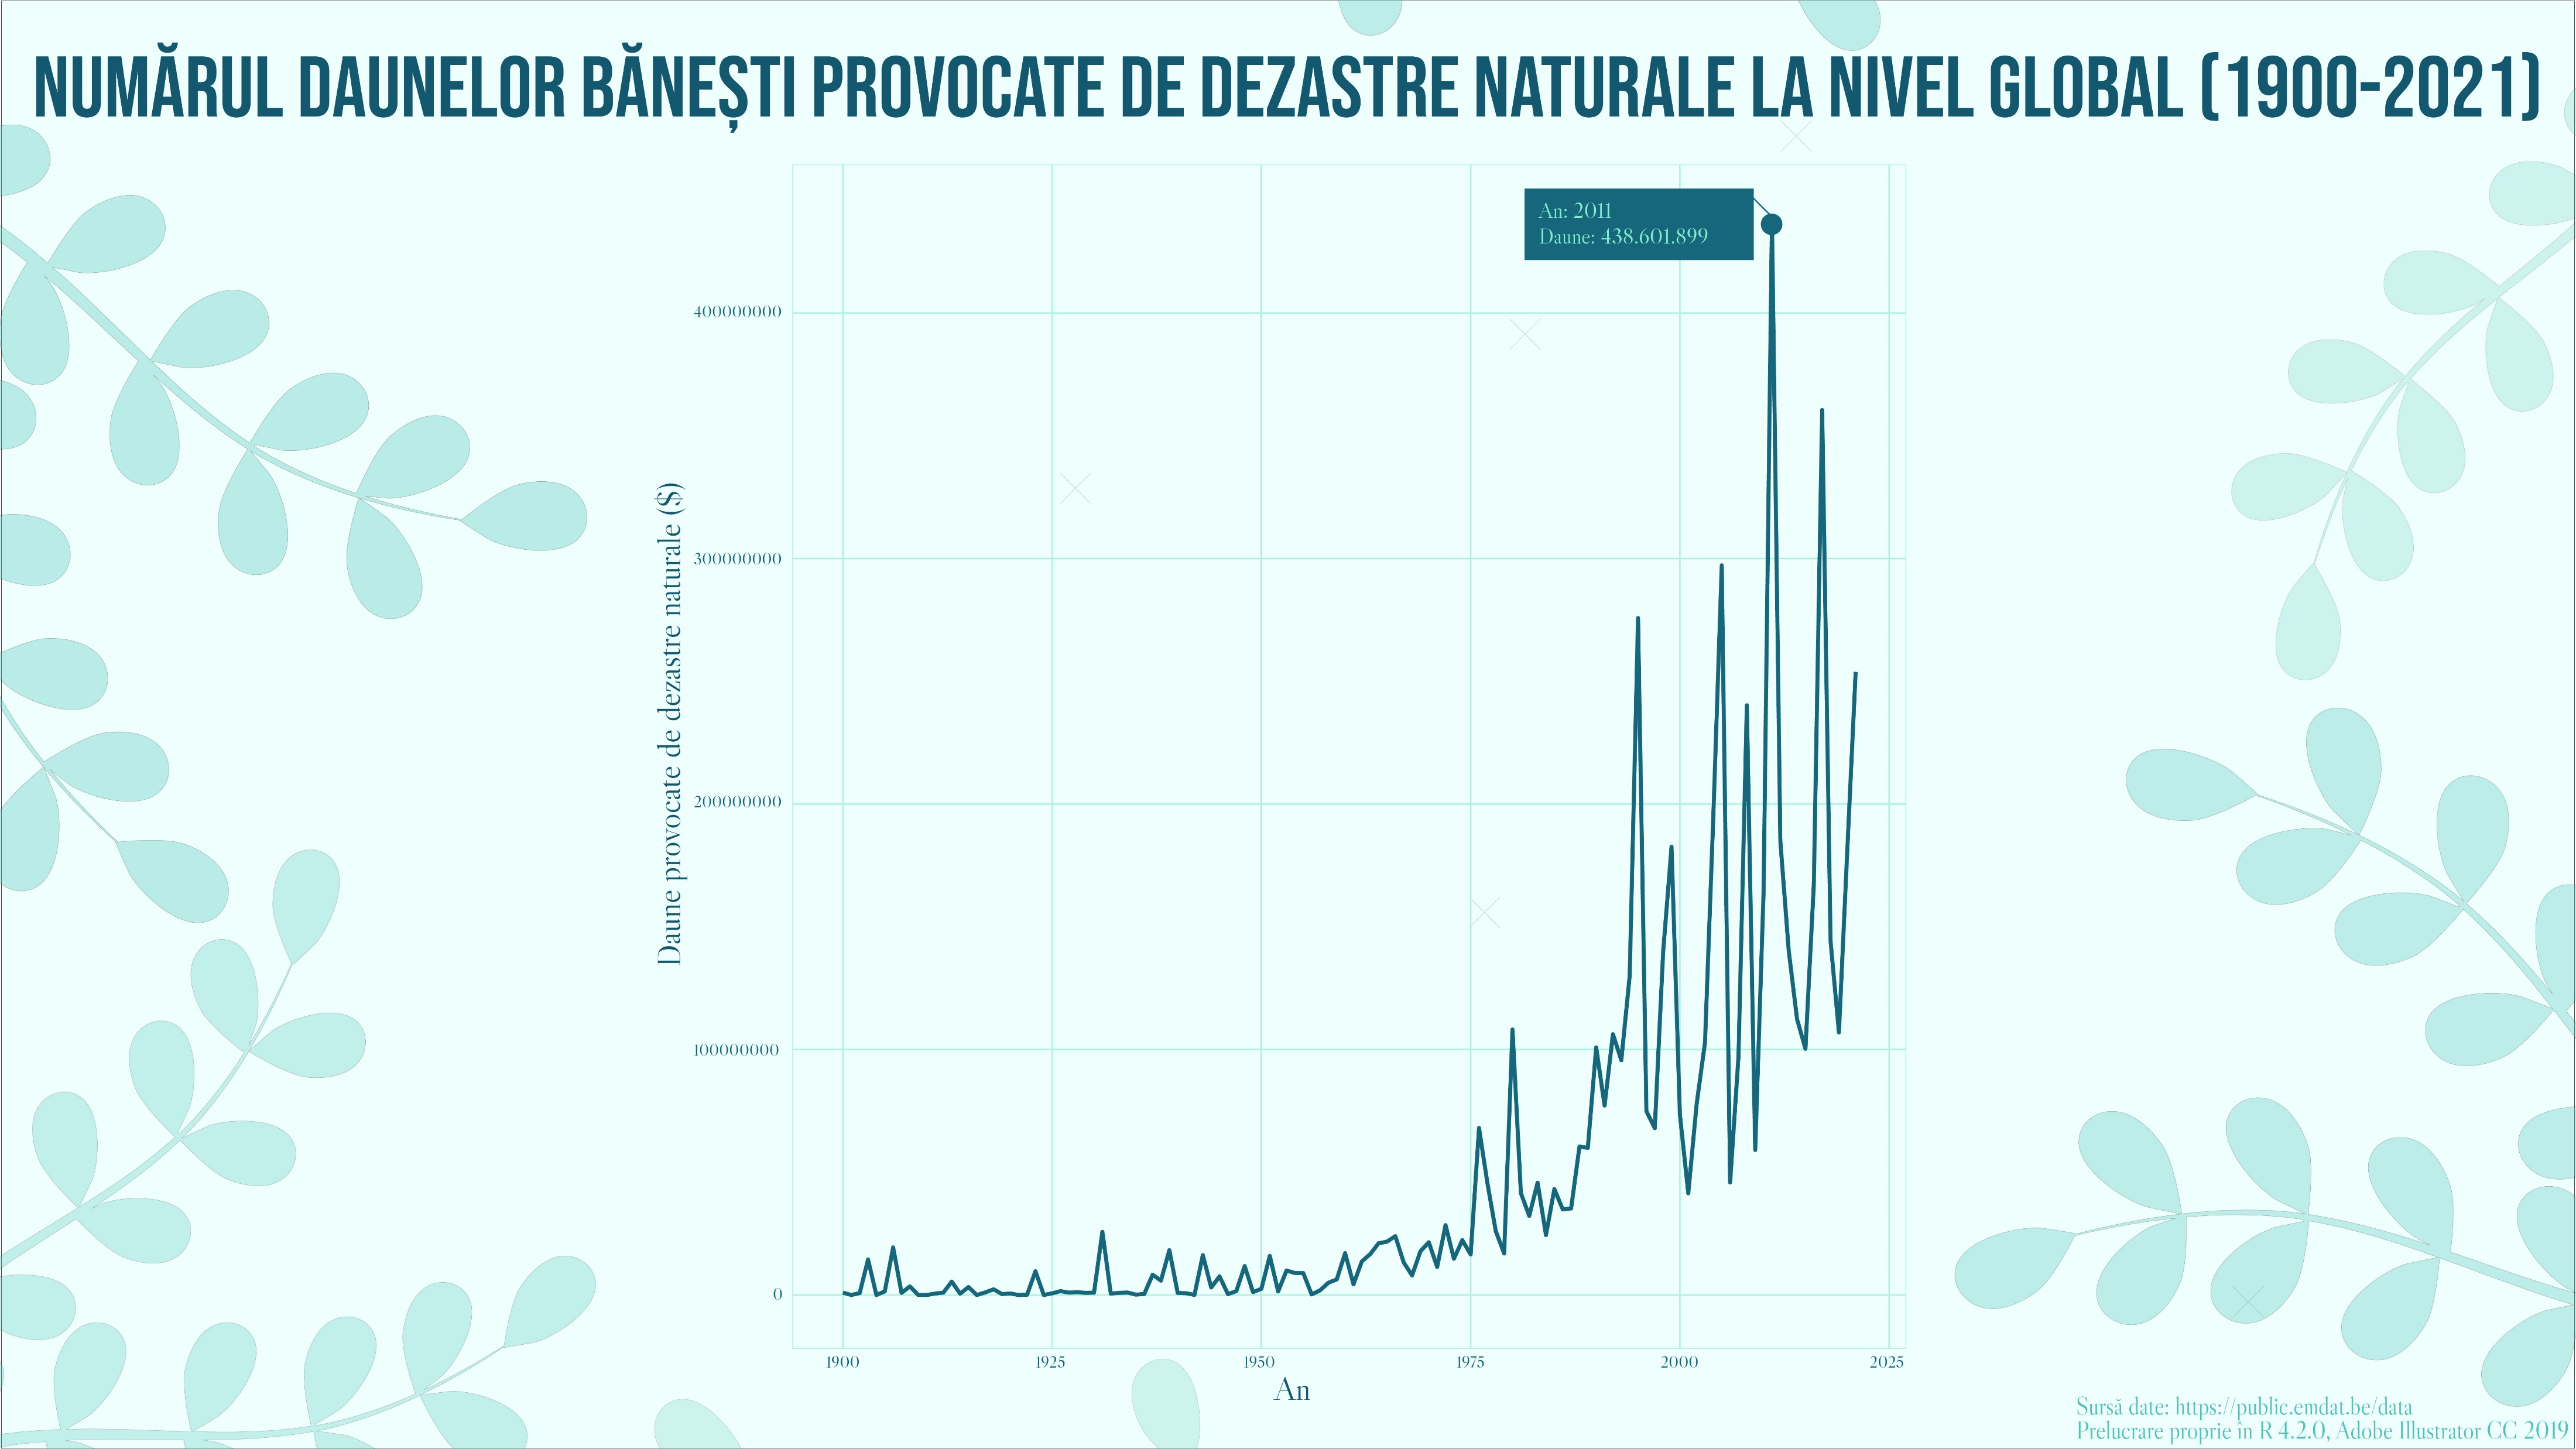 NUMĂRUL DAUNELOR BĂNEȘTI PROVOCATE DE DEZASTRE NATURALE LA NIVEL GLOBAL (1900-2021)
An: 2011
Daune: 438.601.899
Daune provocate de dezastre naturale ($)
400000000
300000000
200000000
100000000
0
1900
1925
1950
1975
2000
2025
An
Sursă date: https://public.emdat.be/data
Prelucrare proprie în R 4.2.0, Adobe Illustrator CC 2019